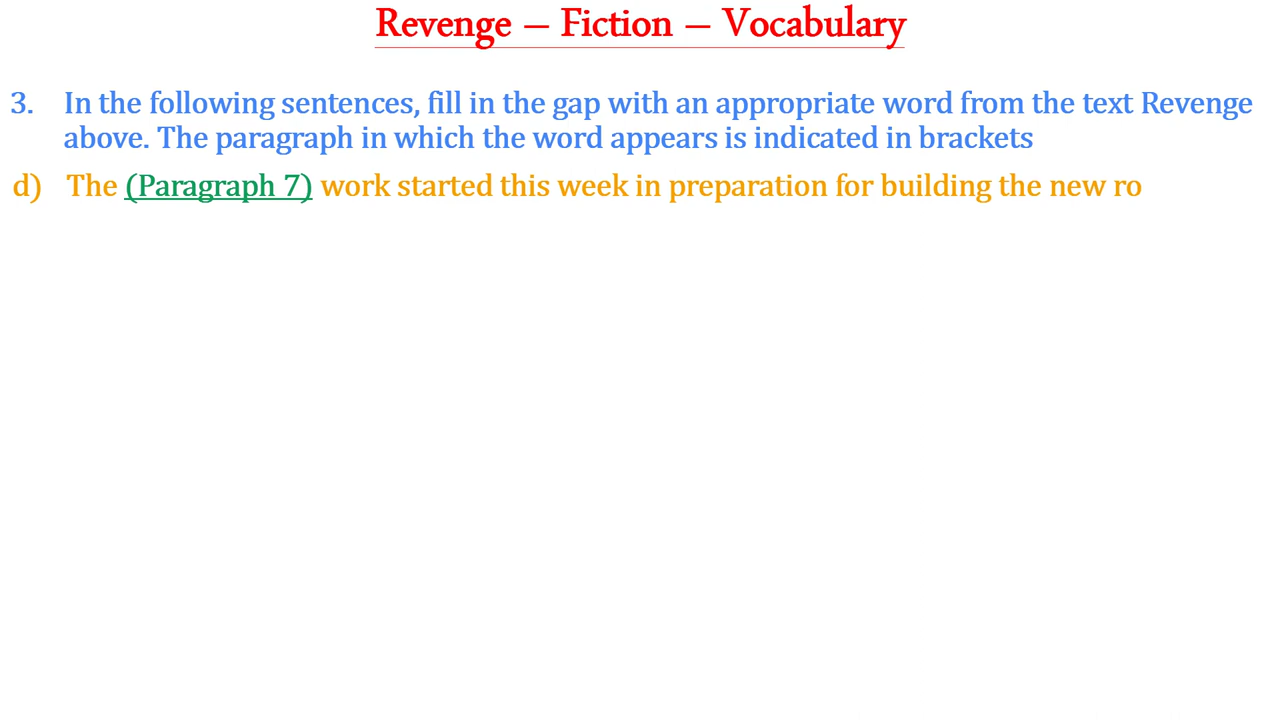 Revenge – Fiction – Vocabulary
3. In the following sentences, fill in the gap with an appropriate word from the text Revenge
above. The paragraph in which the word appears is indicated in brackets
d) The (Paragraph 7) work started this week in preparation for building the new ro